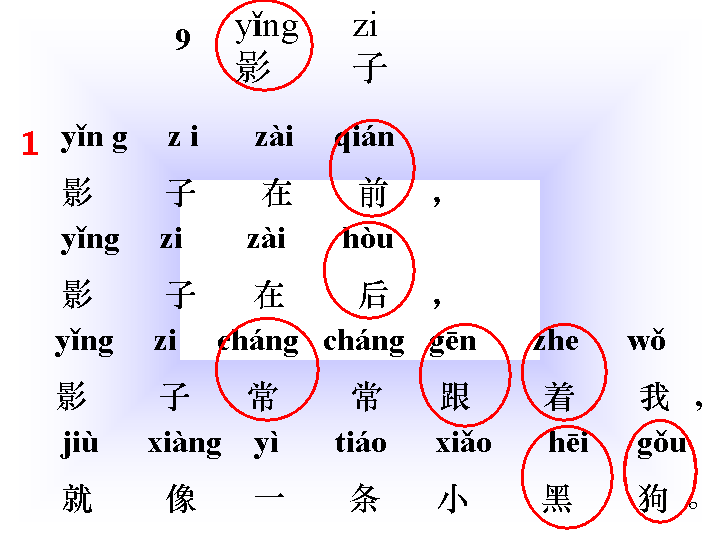 9 yǐng zi
影 子
1 yǐn g z i zài qián
影 子 在 前 ，
yǐng zi zài hòu
影 子 在 后 ，
yǐng zi cháng cháng gēn zhe wǒ
影 子 常 常 跟 着 我 ，
jiù xiàng yì tiáo xiǎo hēi gǒu
就 像 一 条 小 黑 狗 。